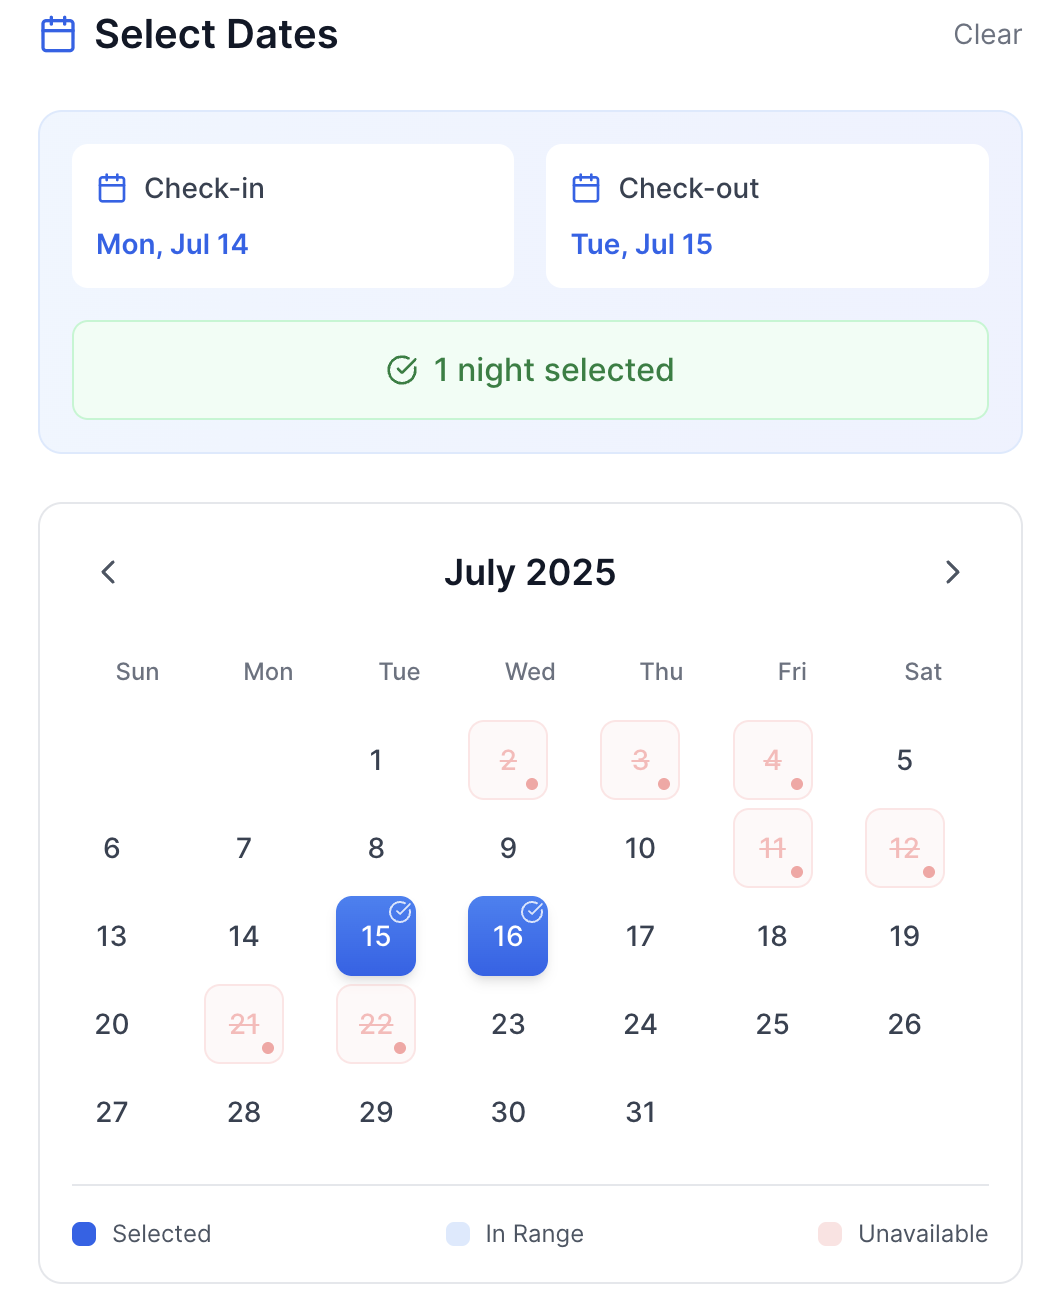 Select Dates
Clear
Check-in
Mon, Jul 14
Check-out
Tue, Jul 15
1 night selected
July 2025
Sun Mon Tue Wed Thu Fri Sat
1 2 3 4 5
6 7 8 9 10 11 12
13 14 15 16 17 18 19
20 21 22 23 24 25 26
27 28 29 30 31
Selected In Range Unavailable